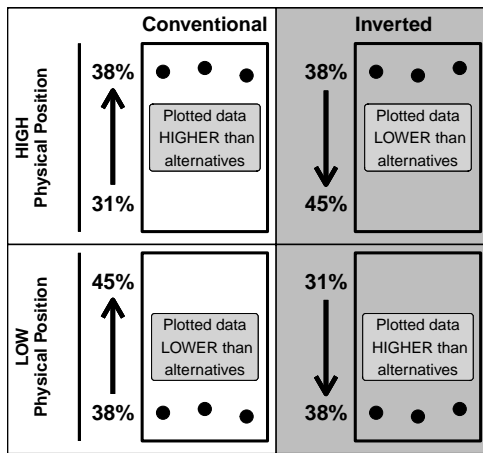 Conventional
Inverted
HIGH
Physical Position
38%
31%
Plotted data
HIGHER than
alternatives
38%
45%
Plotted data
LOWER than
alternatives
LOW
Physical Position
45%
38%
Plotted data
LOWER than
alternatives
31%
38%
Plotted data
HIGHER than
alternatives